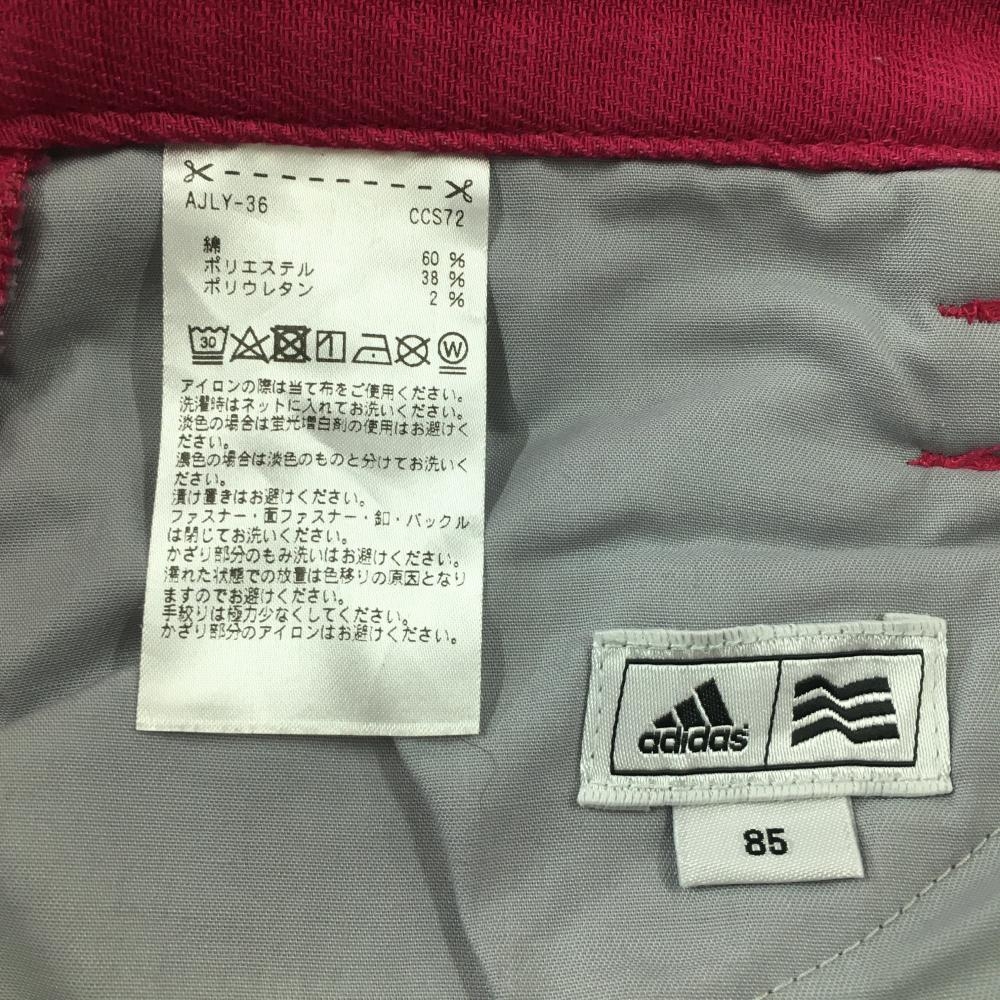 AJLY-36 CCS72
綿 60 %
ポリエステル 38 %
ポリウレタン 2 %
30 W
アイロンの際は当て布をご使用ください。
洗濯時はネットに入れてお洗いください。
淡色の場合は蛍光増白剤の使用はお避けく
ださい。
濃色の場合は淡色のものと分けてお洗いく
ださい。
漬け置きはお避けください。
ファスナー・面ファスナー・釦・バックル
は閉じてお洗いください。
かざり部分のもみ洗いはお避けください。
濡れた状態での放置は色移りの原因となり
ますのでお避けください。
手絞りは極力少なくしてください。
かざり部分のアイロンはお避けください。
adidas
85